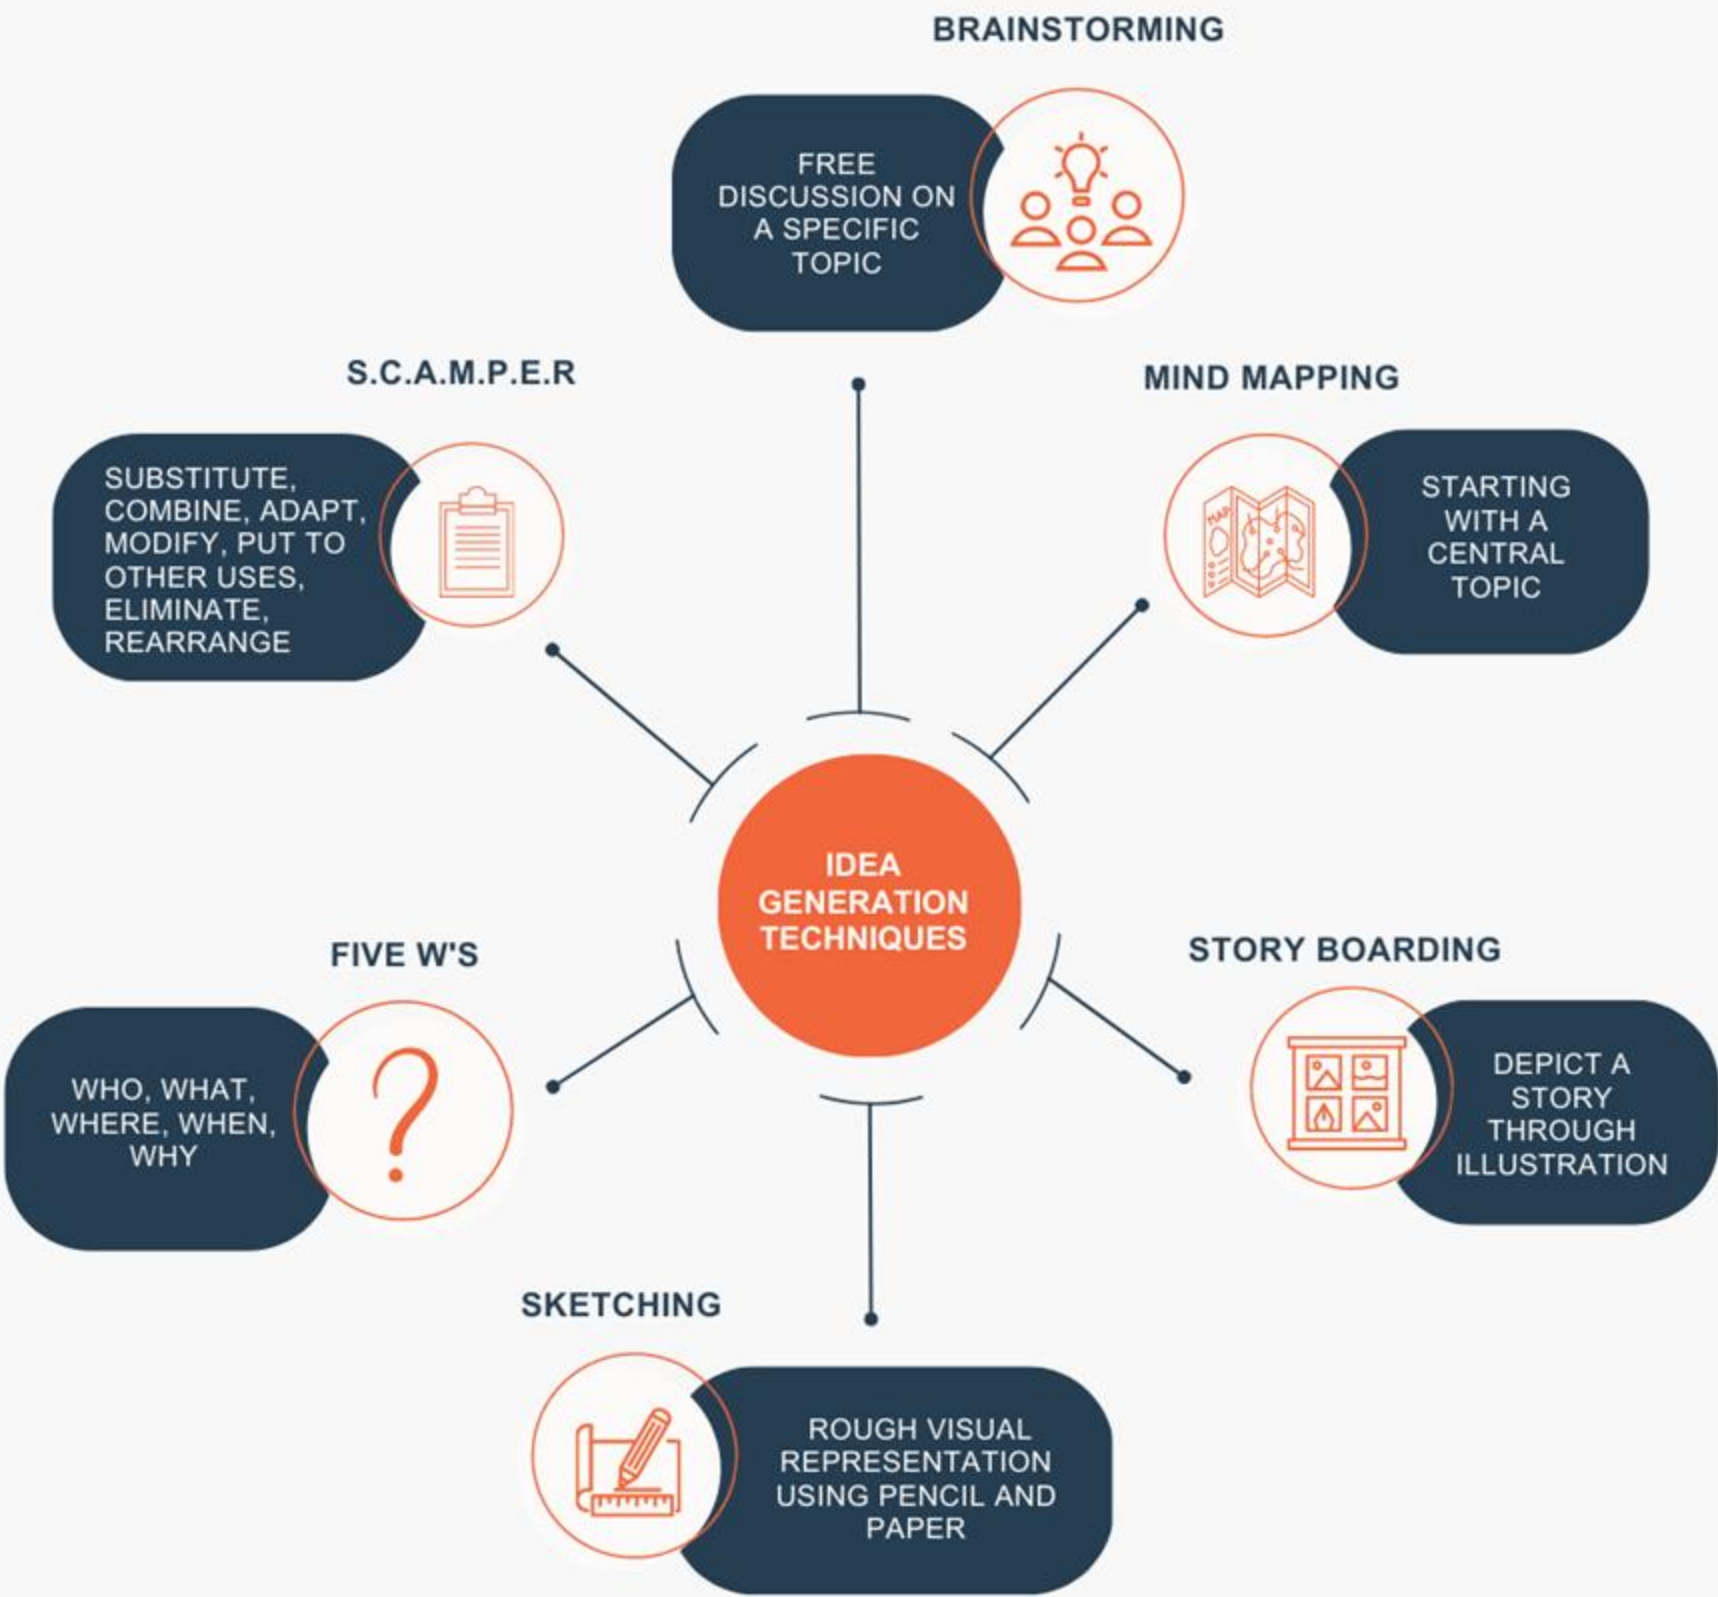 BRAINSTORMING
FREE
DISCUSSION ON
A SPECIFIC
TOPIC
S.C.A.M.P.E.R
SUBSTITUTE,
COMBINE, ADAPT,
MODIFY, PUT TO
OTHER USES,
ELIMINATE,
REARRANGE
MIND MAPPING
MAP
STARTING
WITH A
CENTRAL
TOPIC
IDEA
GENERATION
TECHNIQUES
FIVE W'S
WHO, WHAT,
WHERE, WHEN,
WHY
?
STORY BOARDING
DEPICT A
STORY
THROUGH
ILLUSTRATION
SKETCHING
ROUGH VISUAL
REPRESENTATION
USING PENCIL AND
PAPER